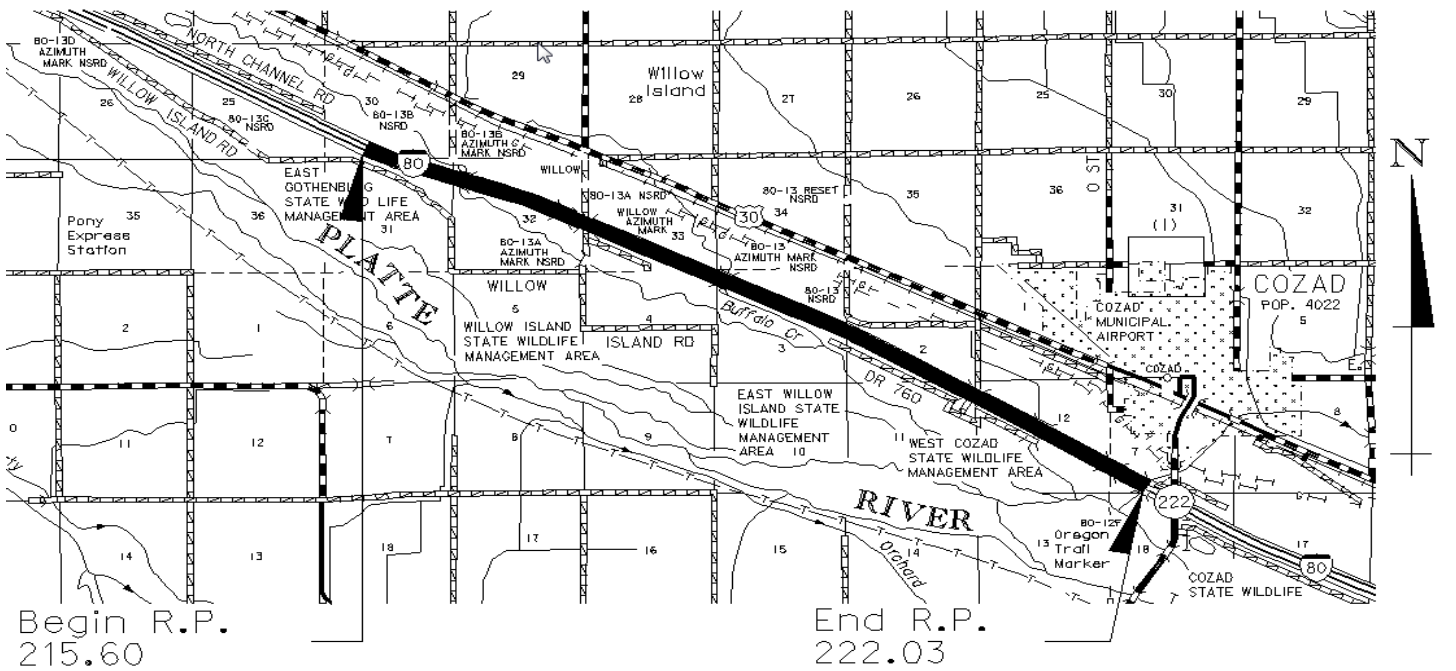 80-13D
AZIMUTH
MARK NSRD
NORTH CHANNEL RD
WILLOW ISLAND RD
26
25
80-13C
NSRD
30
80-13B
NSRD
29
28
Willow
Island
27
26
25
30
29
80-13B
AZIMUTH
MARK NSRD
80
WILLOW
EAST
GOTHENBURG
STATE WILD LIFE
MANAGEMENT AREA
35
36
31
32
80-13A NSRD
WILLOW
AZIMUTH
MARK
33
80-13 RESET
NSRD
34
30
35
36
O ST
31
(1)
32
N
Pony
Express
Station
80-13A
AZIMUTH
MARK NSRD
80-13
AZIMUTH MARK
NSRD
80-13
NSRD
PLATTE
WILLOW
5
COZAD
POP. 4022
5
COZAD
MUNICIPAL
AIRPORT
2
1
6
WILLOW ISLAND
STATE WILDLIFE
MANAGEMENT AREA
4
ISLAND RD
Buffalo Cr
3
2
1
COZAD
E.
DR 760
EAST WILLOW
ISLAND STATE
WILDLIFE
MANAGEMENT
AREA 10
11
12
7
8
WEST COZAD
STATE WILDLIFE
MANAGEMENT AREA
0
11
12
7
8
9
RIVER
222
80-12F
Oregon
Trail
Marker
13
18
17
80
14
13
18
17
16
15
14
Orchard
COZAD
STATE WILDLIFE
Begin R.P.
215.60
End R.P.
222.03